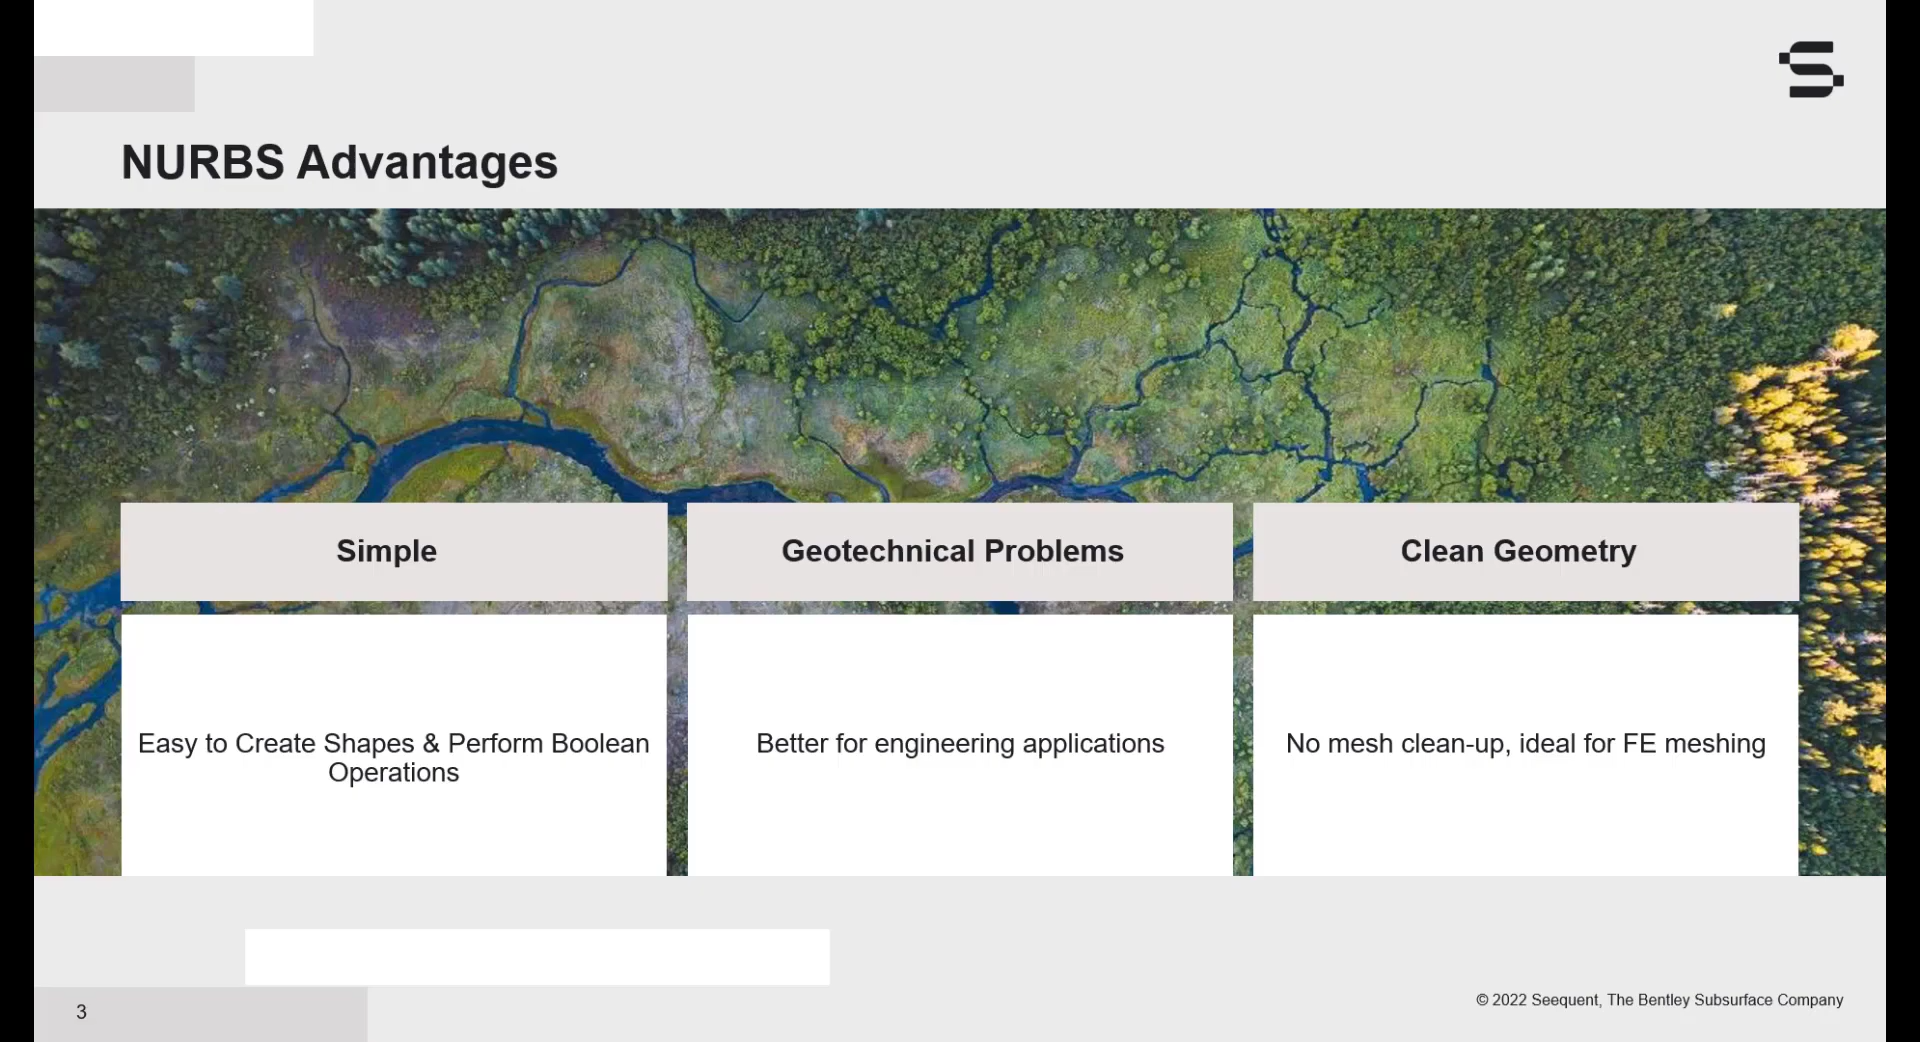 NURBS Advantages
Simple
Geotechnical Problems
Clean Geometry
Easy to Create Shapes & Perform Boolean
Operations
Better for engineering applications
No mesh clean-up, ideal for FE meshing
3
© 2022 Seequent, The Bentley Subsurface Company